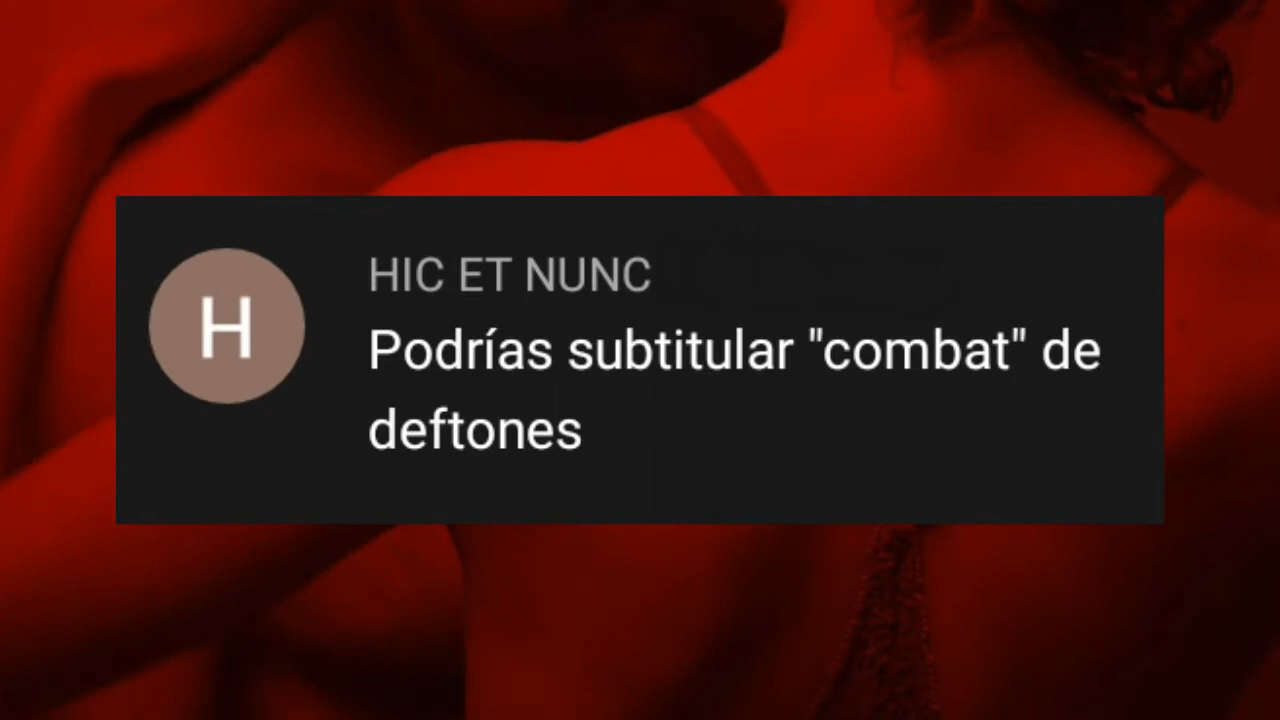 H
HIC ET NUNC
Podrías subtitular "combat" de
deftones